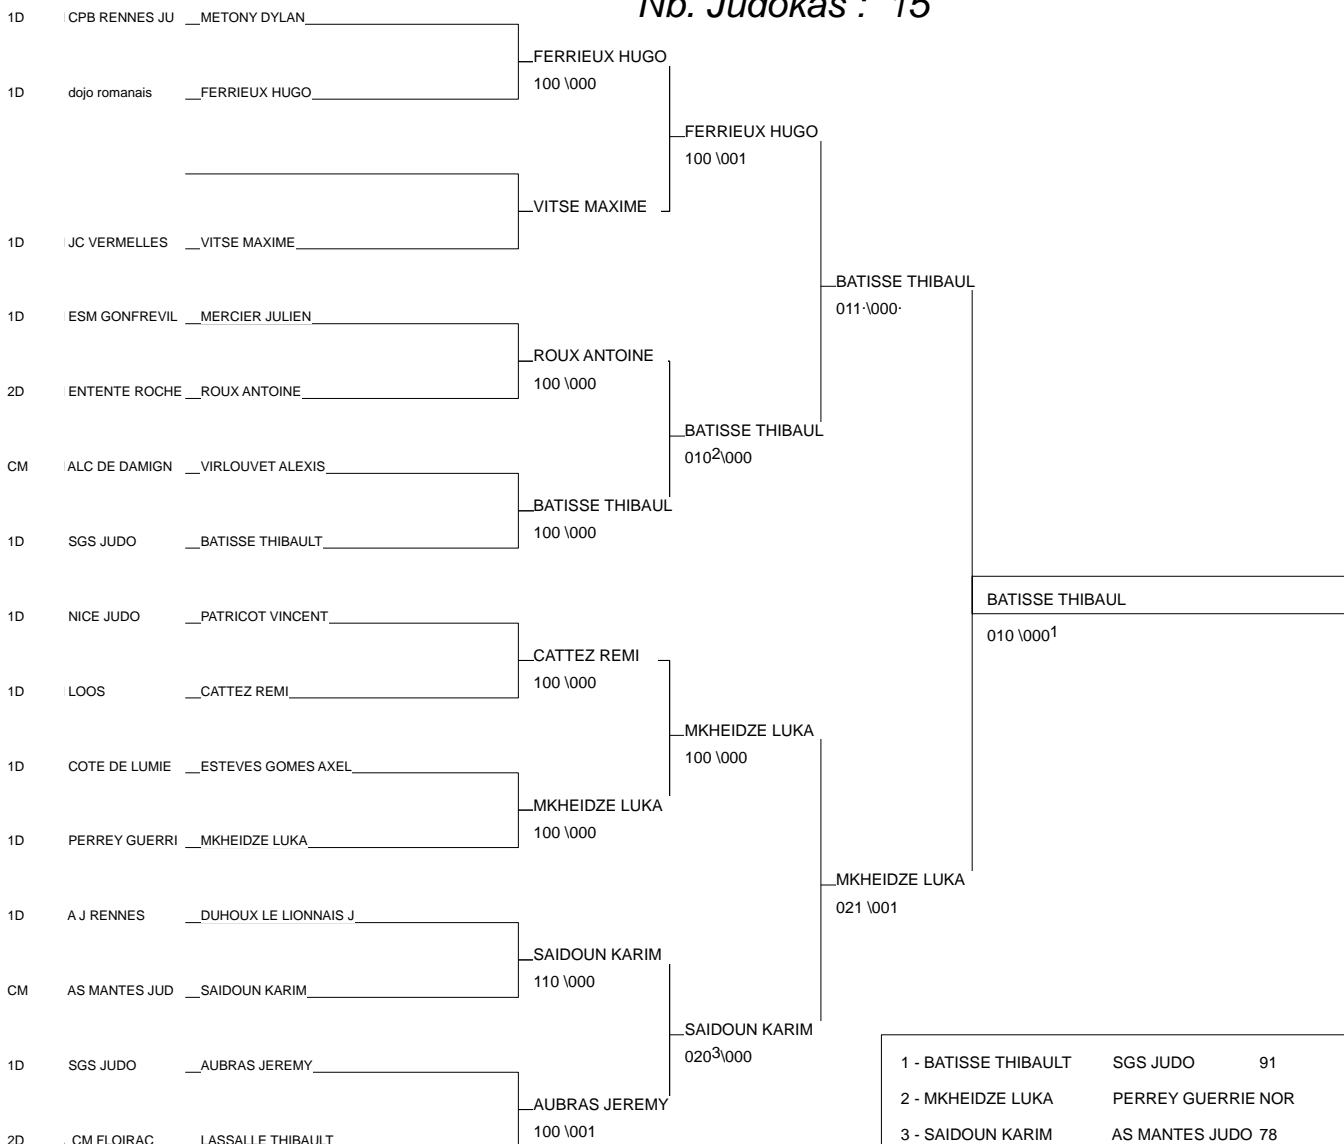 Nb. Judokas : 15
1D CPB RENNES JU METONY DYLAN
FERRIEUX HUGO
100 \000
1D dojo romanais FERRIEUX HUGO
FERRIEUX HUGO
100 \001
VITSE MAXIME
1D JC VERMELLES VITSE MAXIME
BATISSE THIBAUL
011·\000·
1D ESM GONFREVIL MERCIER JULIEN
ROUX ANTOINE
100 \000
2D ENTENTE ROCHE ROUX ANTOINE
BATISSE THIBAUL
0102\000
CM ALC DE DAMIGN VIRLOUVET ALEXIS
BATISSE THIBAUL
100 \000
1D SGS JUDO BATISSE THIBAULT
BATISSE THIBAUL
010 \0001
1D NICE JUDO PATRICOT VINCENT
CATTEZ REMI
100 \000
1D LOOS CATTEZ REMI
MKHEIDZE LUKA
100 \000
1D COTE DE LUMIE ESTEVES GOMES AXEL
MKHEIDZE LUKA
100 \000
1D PERREY GUERRI MKHEIDZE LUKA
MKHEIDZE LUKA
021 \001
1D A J RENNES DUHOUX LE LIONNAIS J
SAIDOUN KARIM
110 \000
CM AS MANTES JUD SAIDOUN KARIM
SAIDOUN KARIM
0203\000
1D SGS JUDO AUBRAS JEREMY
AUBRAS JEREMY
100 \001
2D CM FLOIRAC LASSALLE THIBAULT
1 - BATISSE THIBAULT SGS JUDO 91
2 - MKHEIDZE LUKA PERREY GUERRIE NOR
3 - SAIDOUN KARIM AS MANTES JUDO 78